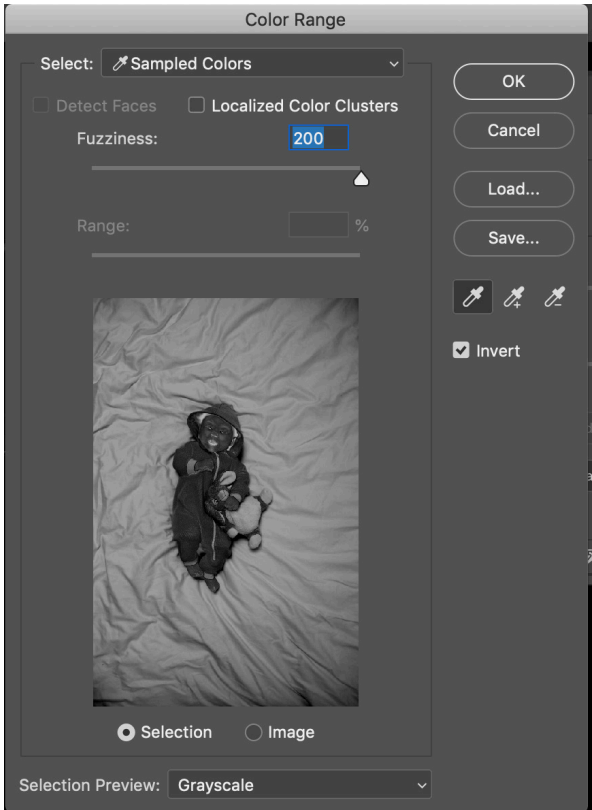 Color Range
Select: Sampled Colors
Detect Faces Localized Color Clusters
Fuzziness: 200
Range: %
Selection Image
Selection Preview: Grayscale
OK
Cancel
Load...
Save...
Invert